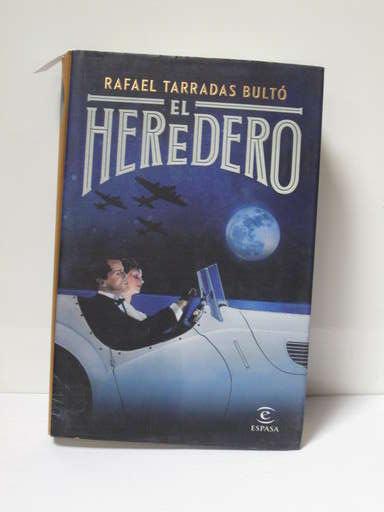 RAFAEL TARRADAS BULTÓ
EL
HEREDERO
e
ESPASA